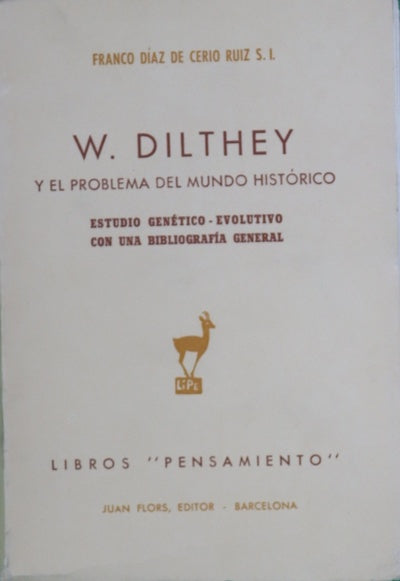 FRANCO DÍAZ DE CERIO RUIZ S. I.
W. DILTHEY
Y EL PROBLEMA DEL MUNDO HISTÓRICO
ESTUDIO GENÉTICO - EVOLUTIVO
CON UNA BIBLIOGRAFÍA GENERAL
LiPE
LIBROS "PENSAMIENTO"
JUAN FLORS, EDITOR - BARCELONA